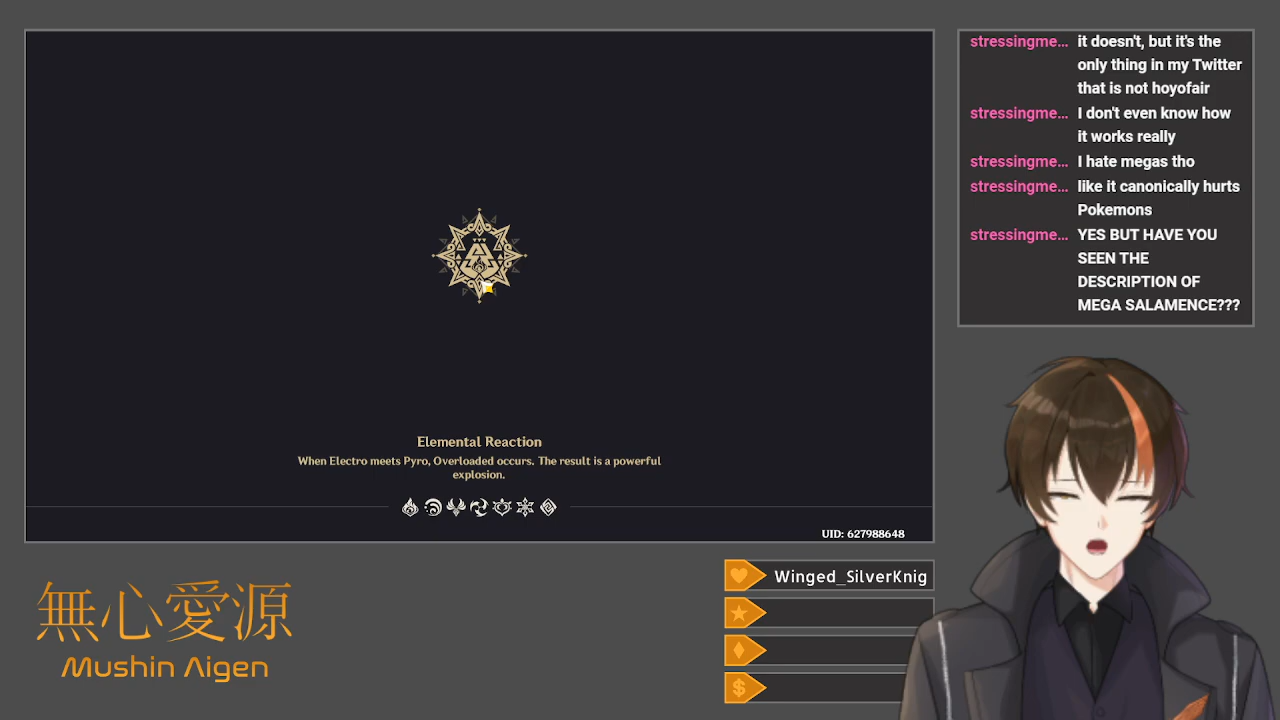 stressingme... it doesn't, but it's the
only thing in my Twitter
that is not hoyofair
stressingme... I don't even know how
it works really
stressingme... I hate megas tho
stressingme... like it canonically hurts
Pokemons
stressingme... YES BUT HAVE YOU
SEEN THE
DESCRIPTION OF
MEGA SALAMENCE???
Elemental Reaction
When Electro meets Pyro, Overloaded occurs. The result is a powerful
explosion.
UID: 627988648
Winged_SilverKnig
無心愛源
Mushin Aigen